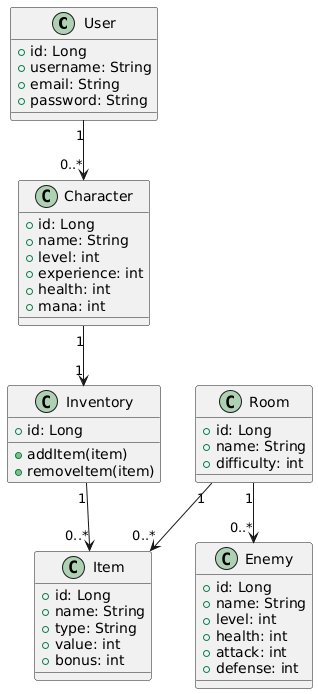 C User
id: Long
username: String
email: String
password: String
1
0..*
C Character
id: Long
name: String
level: int
experience: int
health: int
mana: int
1
1
C Inventory
id: Long
addItem(item)
removeItem(item)
C Room
id: Long
name: String
difficulty: int
1
1
1
0..*
0..*
0..*
C Item
id: Long
name: String
type: String
value: int
bonus: int
C Enemy
id: Long
name: String
level: int
health: int
attack: int
defense: int